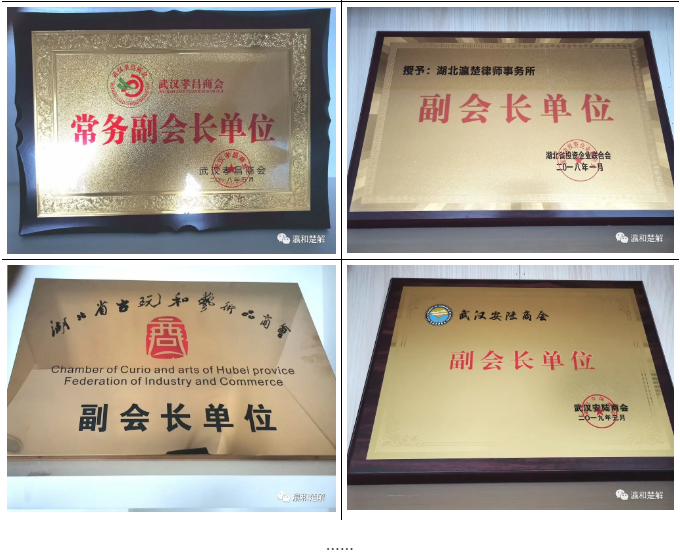 武汉孝昌商会
常务副会长单位
武汉孝昌商会
瀛和楚解
授予：湖北瀛楚律师事务所
副会长单位
湖北省投资企业联合会
二〇一八年一月
瀛和楚解
湖北省古玩和藝術品商會
商
Chamber of Curio and arts of Hubei provice
Federation of Industry and Commerce
副会长单位
瀛和楚解
武汉安陆商会
副会长单位
武汉安陆商会
瀛和楚解
......